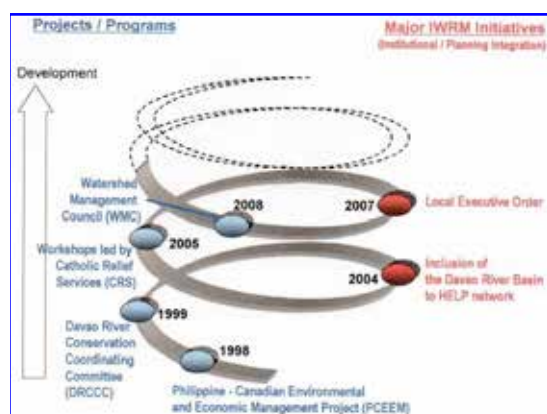 Projects / Programs
Major IWRM Initiatives
(Institutional / Planning Integration)
Development
Watershed
Management
Council (WMC)
2008
2007
Local Executive Order
2005
Workshops led by
Catholic Relief
Services (CRS)
Inclusion of
the Davao River Basin
to HELP network
2004
1999
Davao River
Conservation
Coordinating
Committee
(DRCCC)
1998
Philippine - Canadian Environmental
and Economic Management Project (PCEEM)